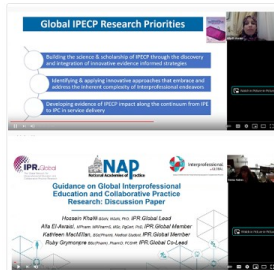 Global IPECP Research Priorities
Building the science & scholarship of IPECP through the discovery
and integration of innovative evidence informed strategies
Identifying & applying innovative approaches that embrace and
address the inherent complexity of interprofessional endeavors
Developing evidence of IPECP impact along the continuum from IPE
to IPC in service delivery
IPR.Global
NAP
National Academies of Practice
Interprofessional
Guidance on Global Interprofessional
Education and Collaborative Practice
Research: Discussion Paper
Hossein Khalili IPR.Global Lead
Alla El-Awaisi, IPR.Global Member
Kathleen MacMillan, IPR.Global Member
Ruby Grymonpre IPR.Global Co-Lead